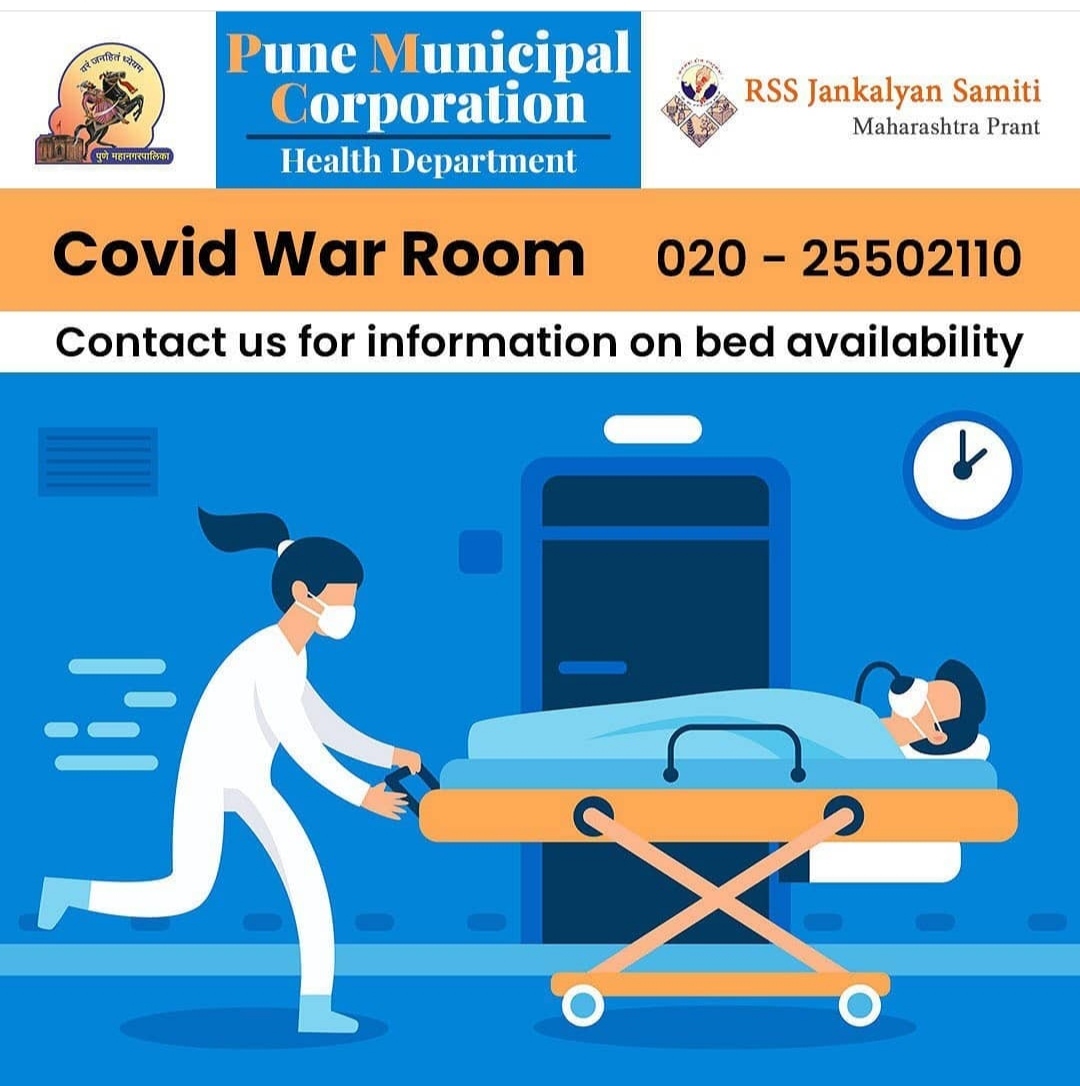 यरे जनहितं ध्येयम्
पुणे महानगरपालिका
Pune Municipal
Corporation
Health Department
RSS Jankalyan Samiti
Maharashtra Prant
Covid War Room 020 - 25502110
Contact us for information on bed availability